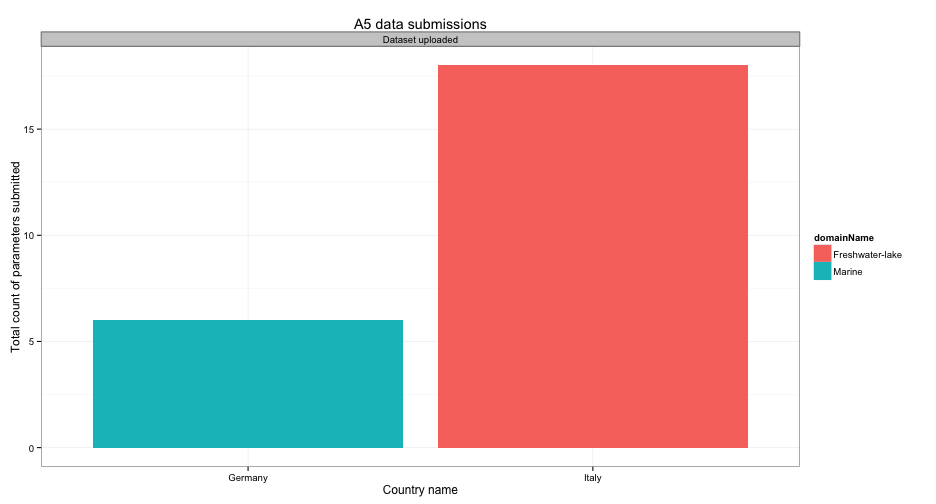 A5 data submissions
Dataset uploaded
Total count of parameters submitted
15
10
5
0
Germany
Italy
Country name
domainName
Freshwater-lake
Marine